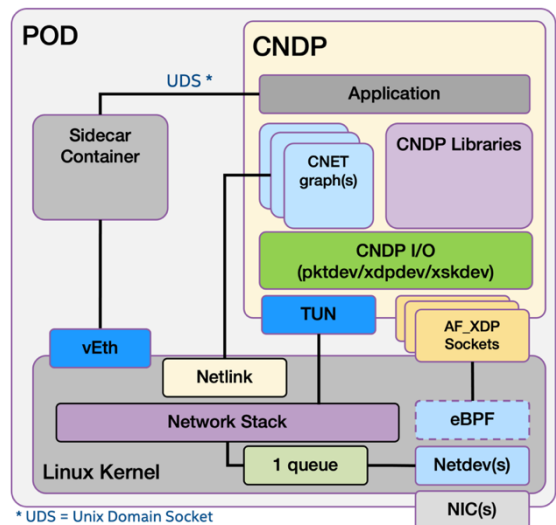 POD
CNDP
UDS *
Application
Sidecar
Container
CNET
graph(s)
CNDP Libraries
CNDP I/O
(pktdev/xdpdev/xskdev)
TUN
AF_XDP
Sockets
vEth
Netlink
Network Stack
eBPF
Linux Kernel
1 queue
Netdev(s)
NIC(s)
* UDS = Unix Domain Socket